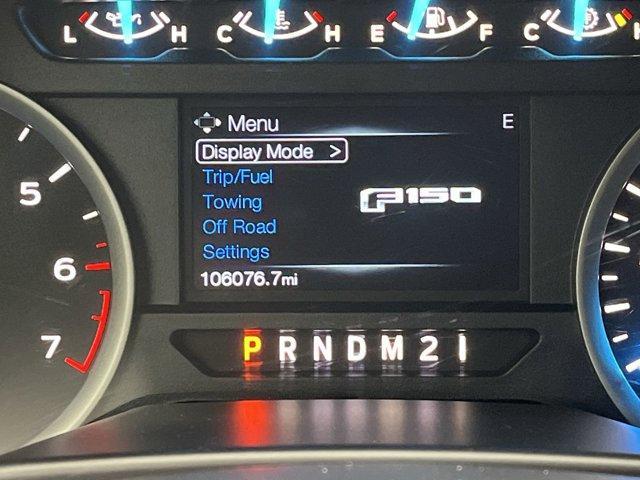 L H C H E F C H
Menu E
Display Mode >
Trip/Fuel
Towing
F150
Off Road
Settings
106076.7mi
5
6
7
P R N D M 2 1